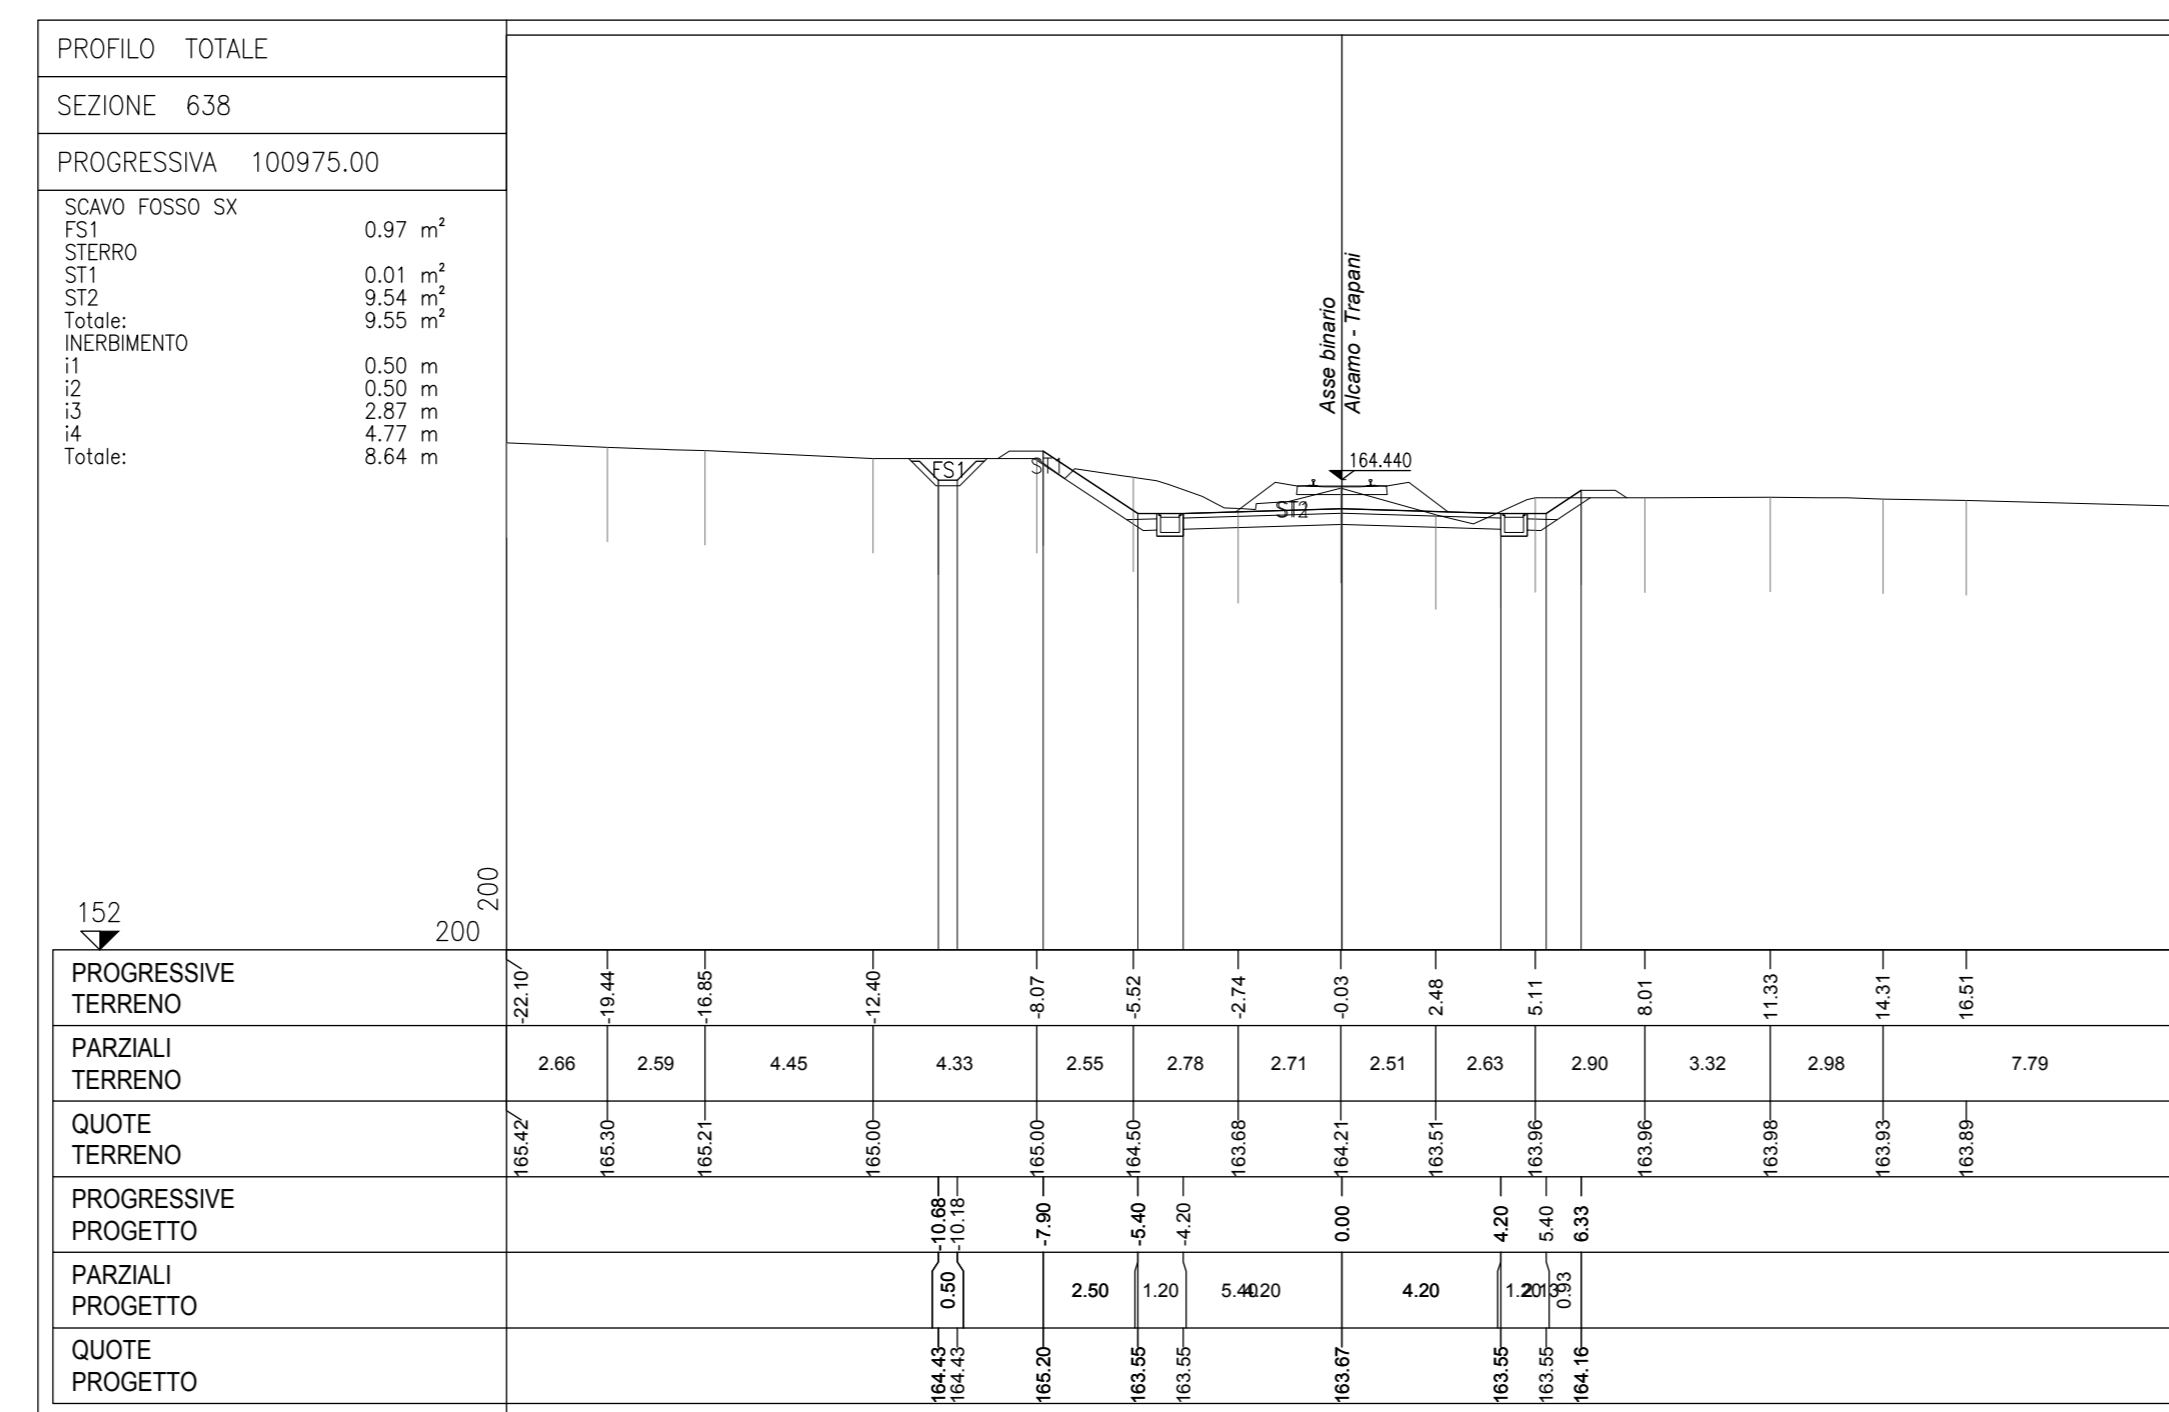 PROFILO TOTALE
SEZIONE 638
PROGRESSIVA 100975.00
SCAVO FOSSO SX
FS1 0.97 m²
STERRO
ST1 0.01 m²
ST2 9.54 m²
Totale: 9.55 m²
INERBIMENTO
i1 0.50 m
i2 0.50 m
i3 2.87 m
i4 4.77 m
Totale: 8.64 m
Asse binario
Alcamo - Trapani
164.440
FS1
ST1
152
200
200
PROGRESSIVE
TERRENO
-22.10 -19.44 -16.85 -12.40 -8.07 -5.52 -2.74 -0.03 2.48 5.11 8.01 11.33 14.31 16.51
PARZIALI
TERRENO
2.66 2.59 4.45 4.33 2.55 2.78 2.71 2.51 2.63 2.90 3.32 2.98 7.79
QUOTE
TERRENO
165.42 165.30 165.21 165.00 165.00 164.50 163.68 164.21 163.51 163.96 163.96 163.98 163.93 163.89
PROGRESSIVE
PROGETTO
-10.68 -10.18 -7.90 -5.40 -4.20 0.00 4.20 5.40 6.33
PARZIALI
PROGETTO
0.50 2.50 1.20 5.40 4.20 4.20 1.20 2.13 0.93
QUOTE
PROGETTO
164.43 164.43 165.20 163.55 163.55 163.67 163.55 163.55 164.16